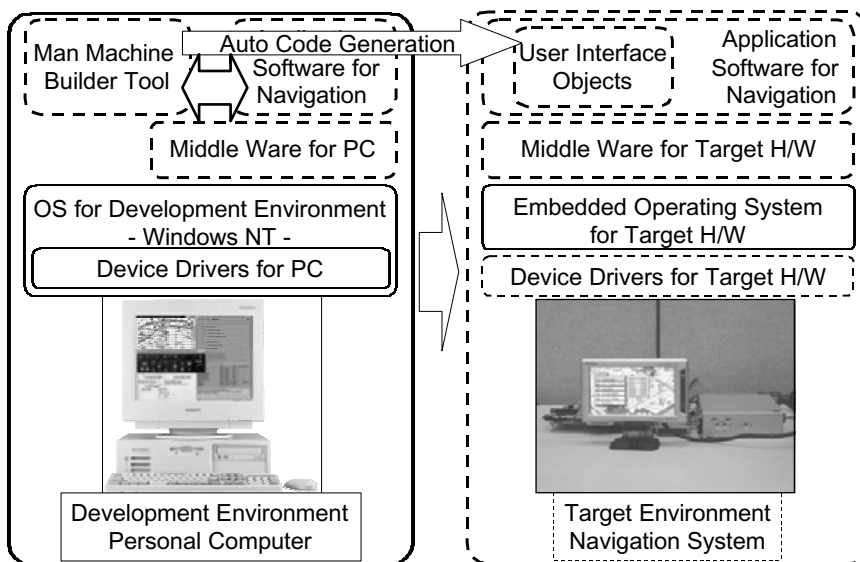 Man Machine
Builder Tool
Auto Code Generation
Software for
Navigation
Middle Ware for PC
OS for Development Environment
- Windows NT -
Device Drivers for PC
Development Environment
Personal Computer
User Interface
Objects
Application
Software for
Navigation
Middle Ware for Target H/W
Embedded Operating System
for Target H/W
Device Drivers for Target H/W
Target Environment
Navigation System